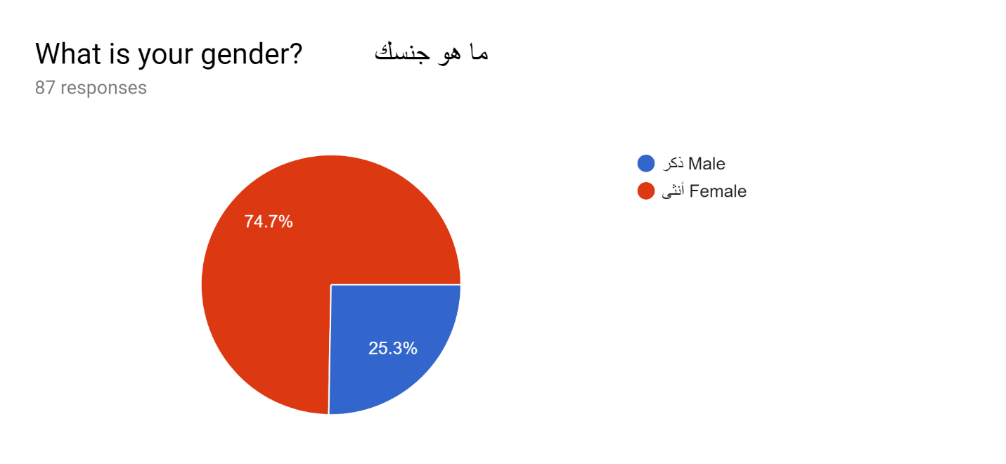 What is your gender? ما هو جنسك
87 responses
74.7%
25.3%
ذكر Male
أنثى Female